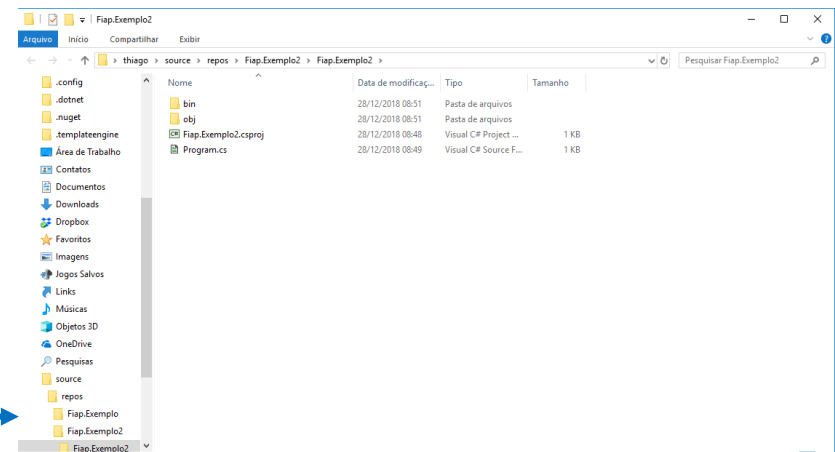 Fiap.Exemplo2
Arquivo Início Compartilhar Exibir
thiago › source › repos › Fiap.Exemplo2 › Fiap.Exemplo2 › Pesquisar Fiap.Exemplo2
.config
.dotnet
.nuget
.templateengine
Área de Trabalho
Contatos
Documentos
Downloads
Dropbox
Favoritos
Imagens
Jogos Salvos
Links
Músicas
Objetos 3D
OneDrive
Pesquisas
source
repos
Fiap.Exemplo
Fiap.Exemplo2
Fiap.Exemplo2
Nome Data de modificaç... Tipo Tamanho
bin 28/12/2018 08:51 Pasta de arquivos
obj 28/12/2018 08:51 Pasta de arquivos
Fiap.Exemplo2.csproj 28/12/2018 08:48 Visual C# Project ... 1 KB
Program.cs 28/12/2018 08:49 Visual C# Source F... 1 KB